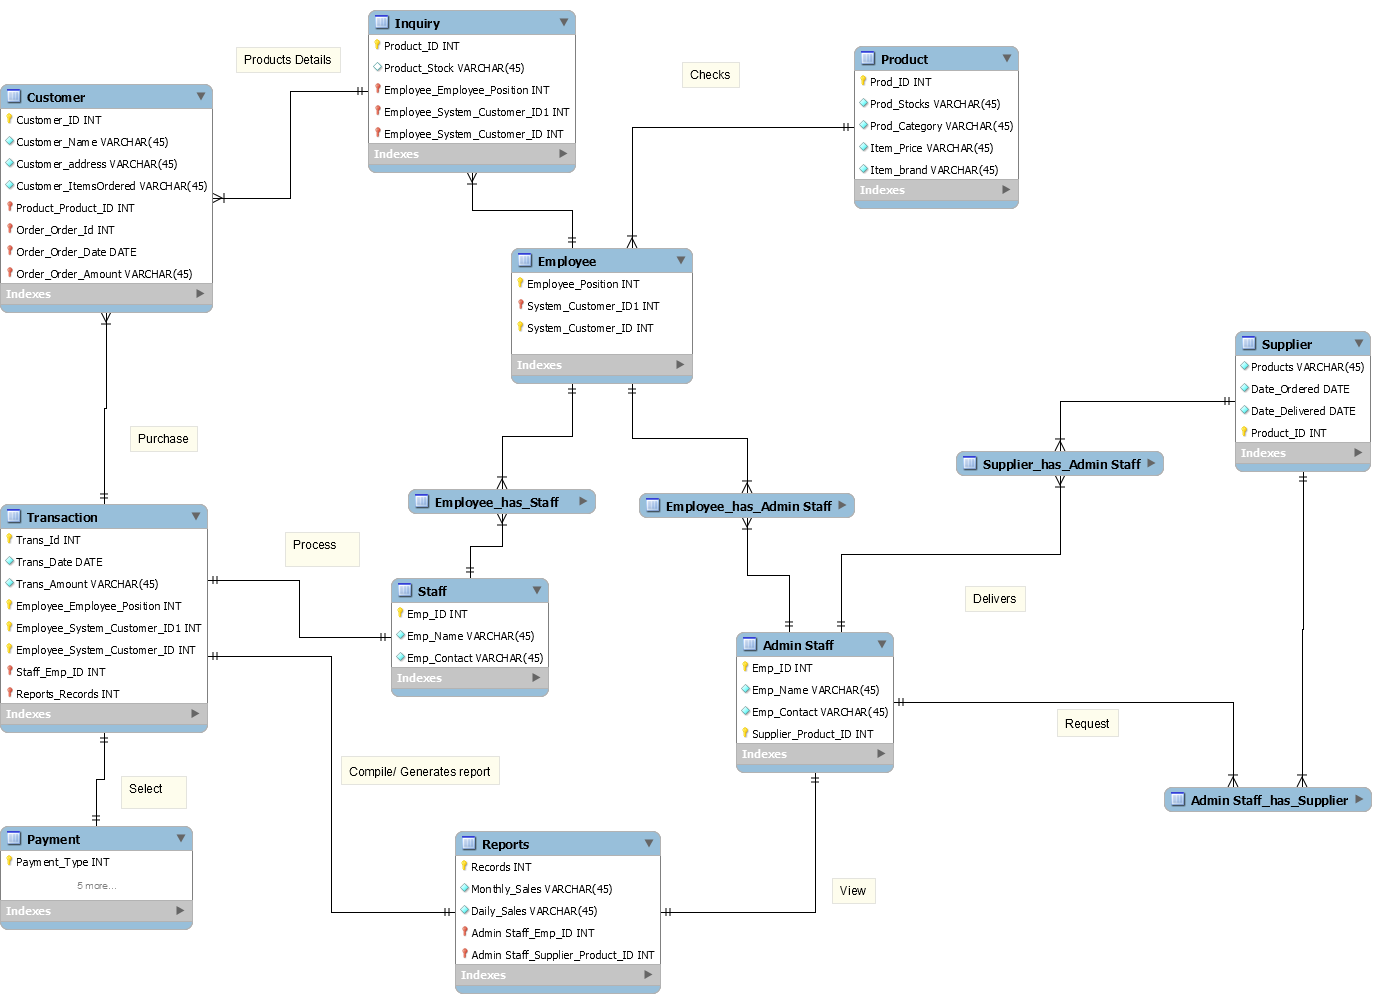 Inquiry
Product_ID INT
Product_Stock VARCHAR(45)
Employee_Employee_Position INT
Employee_System_Customer_ID1 INT
Employee_System_Customer_ID INT
Indexes
Products Details
Checks
Product
Prod_ID INT
Prod_Stocks VARCHAR(45)
Prod_Category VARCHAR(45)
Item_Price VARCHAR(45)
Item_brand VARCHAR(45)
Indexes
Customer
Customer_ID INT
Customer_Name VARCHAR(45)
Customer_address VARCHAR(45)
Customer_ItemsOrdered VARCHAR(45)
Product_Product_ID INT
Order_Order_Id INT
Order_Order_Date DATE
Order_Order_Amount VARCHAR(45)
Indexes
Employee
Employee_Position INT
System_Customer_ID1 INT
System_Customer_ID INT
Indexes
Supplier
Products VARCHAR(45)
Date_Ordered DATE
Date_Delivered DATE
Product_ID INT
Indexes
Purchase
Supplier_has_Admin Staff
Employee_has_Staff
Employee_has_Admin Staff
Transaction
Trans_Id INT
Trans_Date DATE
Trans_Amount VARCHAR(45)
Employee_Employee_Position INT
Employee_System_Customer_ID1 INT
Employee_System_Customer_ID INT
Staff_Emp_ID INT
Reports_Records INT
Indexes
Process
Staff
Emp_ID INT
Emp_Name VARCHAR(45)
Emp_Contact VARCHAR(45)
Indexes
Delivers
Admin Staff
Emp_ID INT
Emp_Name VARCHAR(45)
Emp_Contact VARCHAR(45)
Supplier_Product_ID INT
Indexes
Request
Compile/ Generates report
Select
Admin Staff_has_Supplier
Payment
Payment_Type INT
5 more...
Indexes
Reports
Records INT
Monthly_Sales VARCHAR(45)
Daily_Sales VARCHAR(45)
Admin Staff_Emp_ID INT
Admin Staff_Supplier_Product_ID INT
Indexes
View